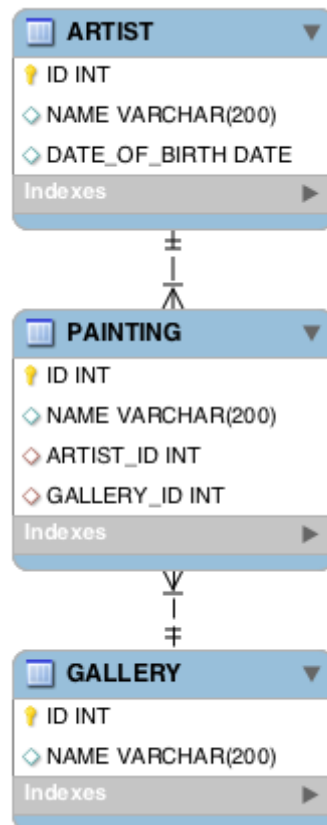 ARTIST
ID INT
NAME VARCHAR(200)
DATE_OF_BIRTH DATE
Indexes
PAINTING
ID INT
NAME VARCHAR(200)
ARTIST_ID INT
GALLERY_ID INT
Indexes
GALLERY
ID INT
NAME VARCHAR(200)
Indexes